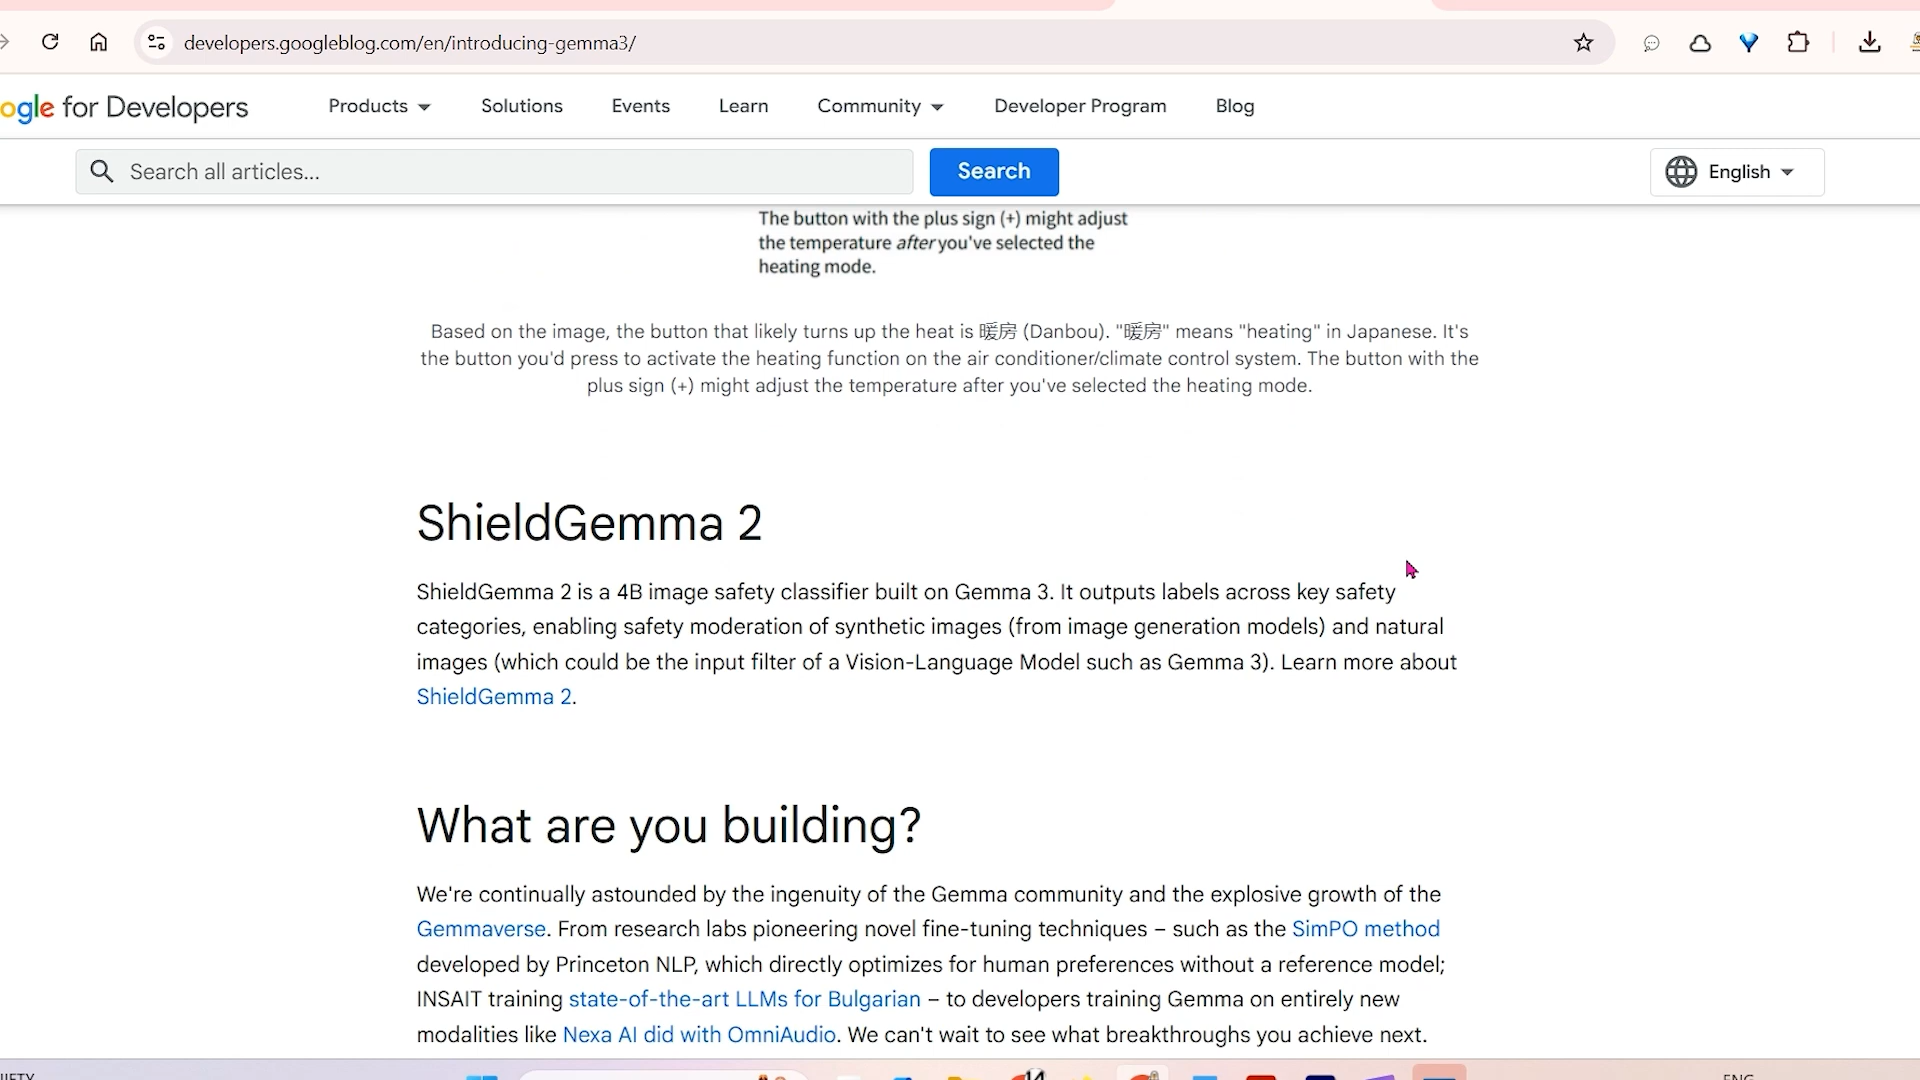 developers.googleblog.com/en/introducing-gemma3/
ogle for Developers
Products
Solutions
Events
Learn
Community
Developer Program
Blog
Search all articles...
Search
English
The button with the plus sign (+) might adjust
the temperature after you've selected the
heating mode.
Based on the image, the button that likely turns up the heat is 暖房 (Danbou). "暖房" means "heating" in Japanese. It's
the button you'd press to activate the heating function on the air conditioner/climate control system. The button with the
plus sign (+) might adjust the temperature after you've selected the heating mode.
ShieldGemma 2
ShieldGemma 2 is a 4B image safety classifier built on Gemma 3. It outputs labels across key safety
categories, enabling safety moderation of synthetic images (from image generation models) and natural
images (which could be the input filter of a Vision-Language Model such as Gemma 3). Learn more about
ShieldGemma 2.
What are you building?
We're continually astounded by the ingenuity of the Gemma community and the explosive growth of the
Gemmaverse. From research labs pioneering novel fine-tuning techniques – such as the SimPO method
developed by Princeton NLP, which directly optimizes for human preferences without a reference model;
INSAIT training state-of-the-art LLMs for Bulgarian – to developers training Gemma on entirely new
modalities like Nexa AI did with OmniAudio. We can't wait to see what breakthroughs you achieve next.
14
ENG